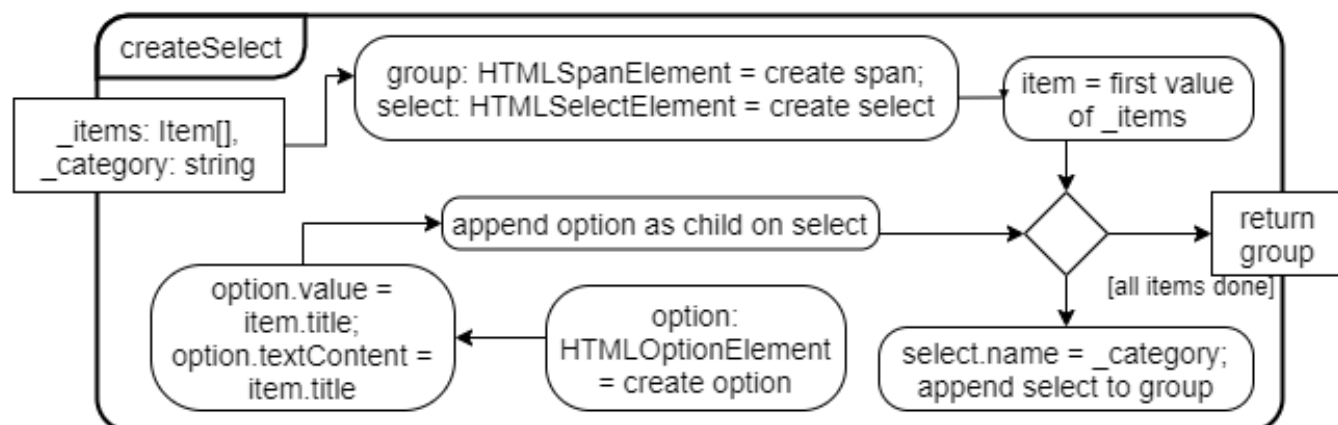 createSelect
_items: Item[],
_category: string
group: HTMLSpanElement = create span;
select: HTMLSelectElement = create select
item = first value
of _items
append option as child on select
return
group
[all items done]
option.value =
item.title;
option.textContent =
item.title
option:
HTMLOptionElement
= create option
select.name = _category;
append select to group